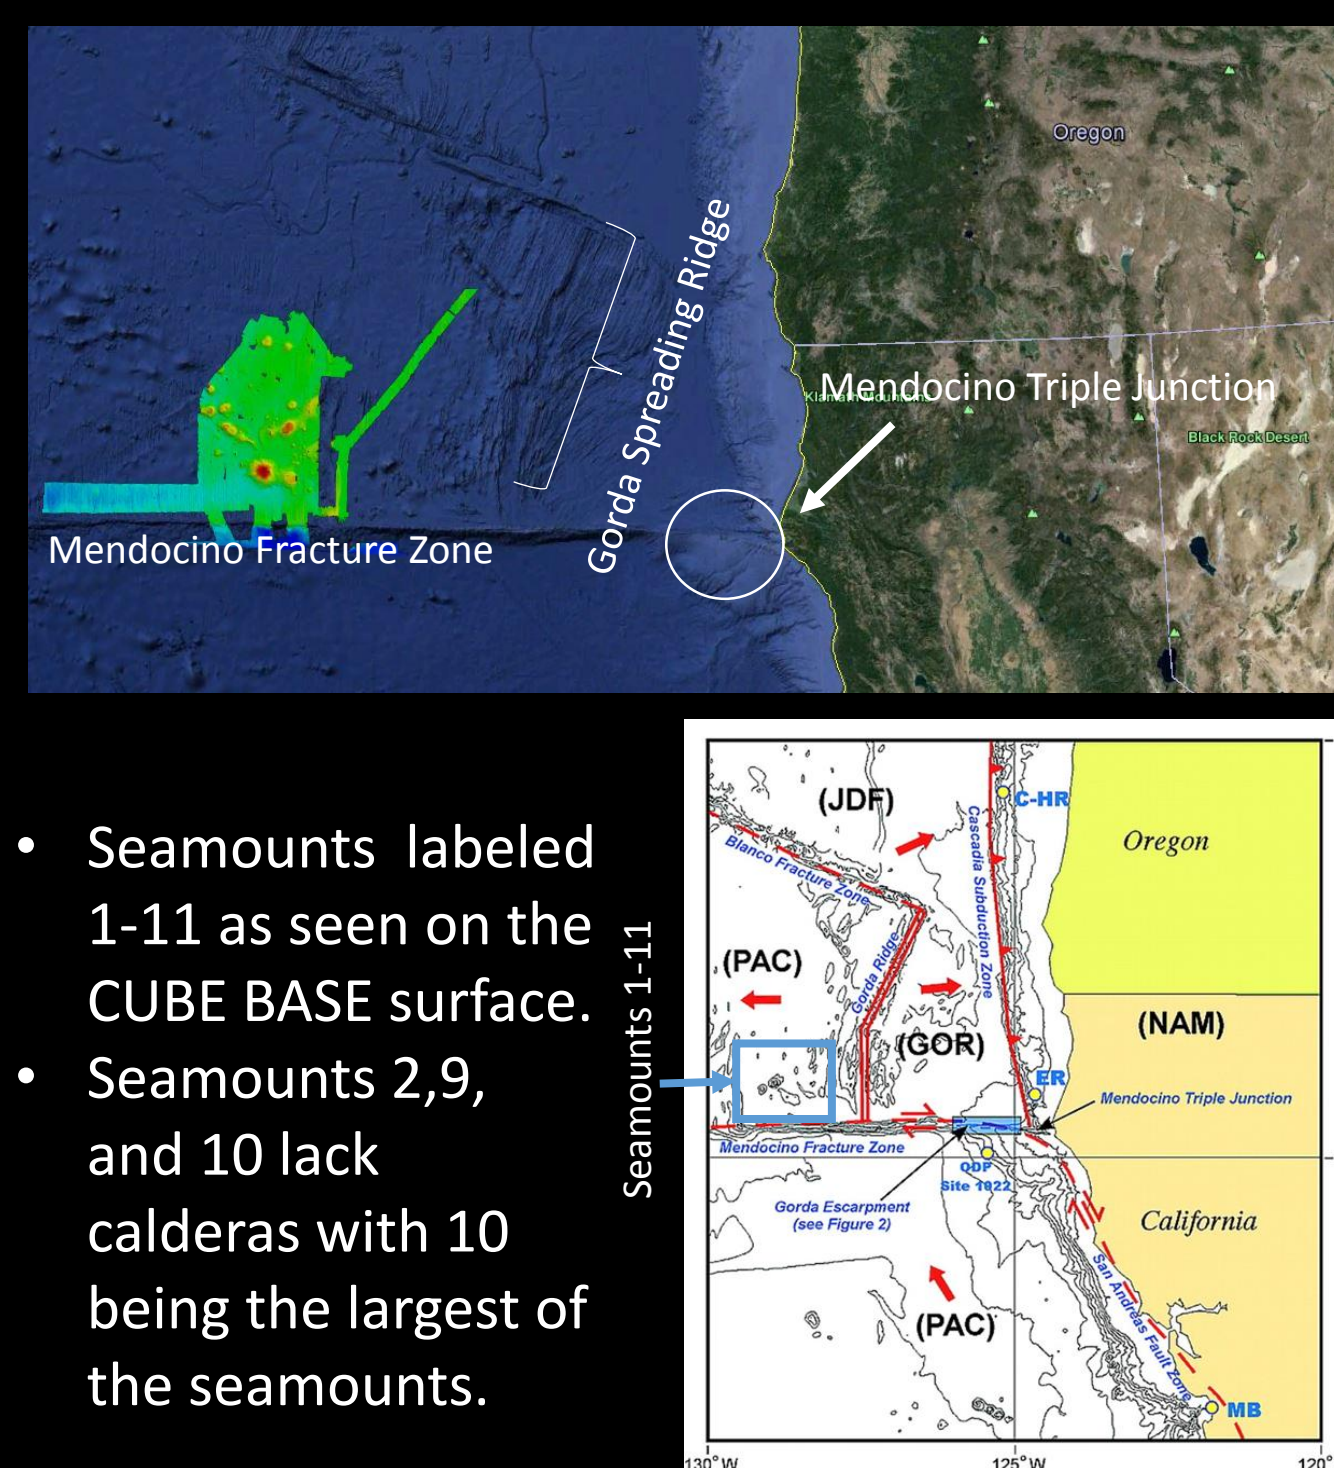 Oregon
Gorda Spreading Ridge
Mendocino Triple Junction
Klamath Mountains
Black Rock Desert
Mendocino Fracture Zone
• Seamounts labeled
1-11 as seen on the
CUBE BASE surface.
• Seamounts 2,9,
and 10 lack
calderas with 10
being the largest of
the seamounts.
Seamounts 1-11
(JDF)
C-HR
Cascadia Subduction Zone
Blanco Fracture Zone
Oregon
(PAC)
Gorda Ridge
(NAM)
(GOR)
ER
Mendocino Triple Junction
Mendocino Fracture Zone
ODP
Site 1022
Gorda Escarpment
(see Figure 2)
California
San Andreas Fault Zone
(PAC)
MB
130°W
125°W
120°